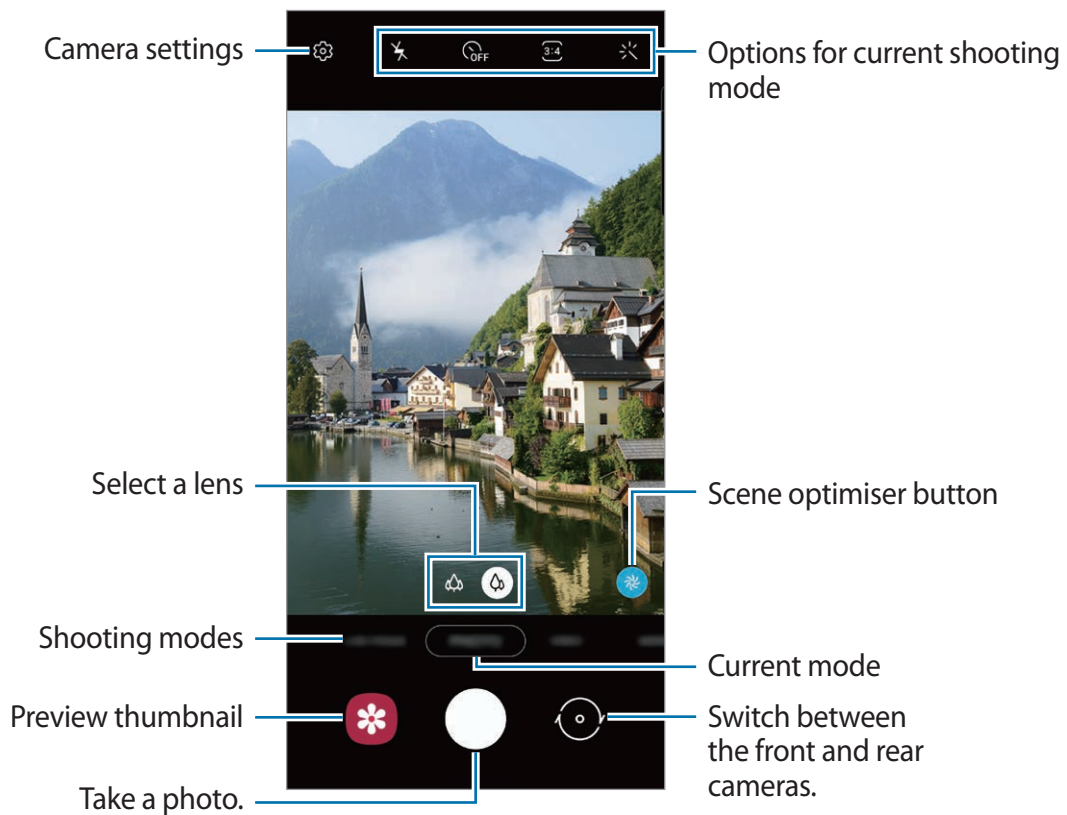 Camera settings
OFF
3:4
Options for current shooting
mode
Select a lens
Scene optimiser button
Shooting modes
Current mode
Preview thumbnail
Switch between
the front and rear
cameras.
Take a photo.